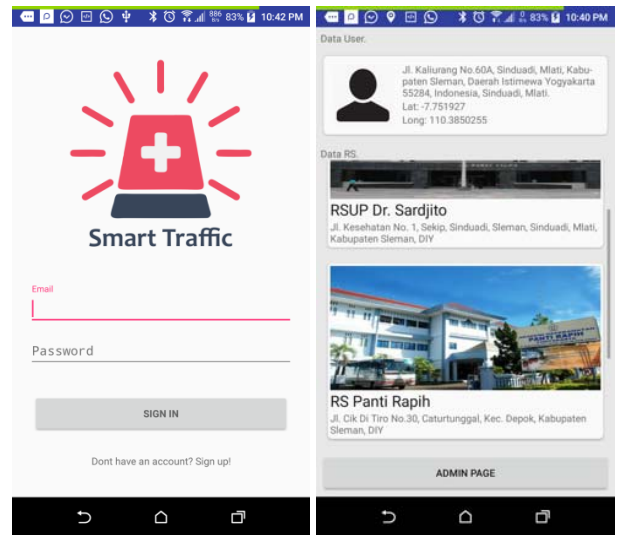 886 B/s 83% 10:42 PM
Smart Traffic
Email
Password
SIGN IN
Dont have an account? Sign up!
0 B/s 83% 10:40 PM
Data User.
Jl. Kaliurang No.60A, Sinduadi, Mlati, Kabu-
paten Sleman, Daerah Istimewa Yogyakarta
55284, Indonesia, Sinduadi, Mlati.
Lat: -7.751927
Long: 110.3850255
Data RS.
RSUP Dr. Sardjito
Jl. Kesehatan No. 1, Sekip, Sinduadi, Sleman, Sinduadi, Mlati,
Kabupaten Sleman, DIY
PANTI RAPIH
RS Panti Rapih
Jl. Cik Di Tiro No.30, Caturtunggal, Kec. Depok, Kabupaten
Sleman, DIY
ADMIN PAGE